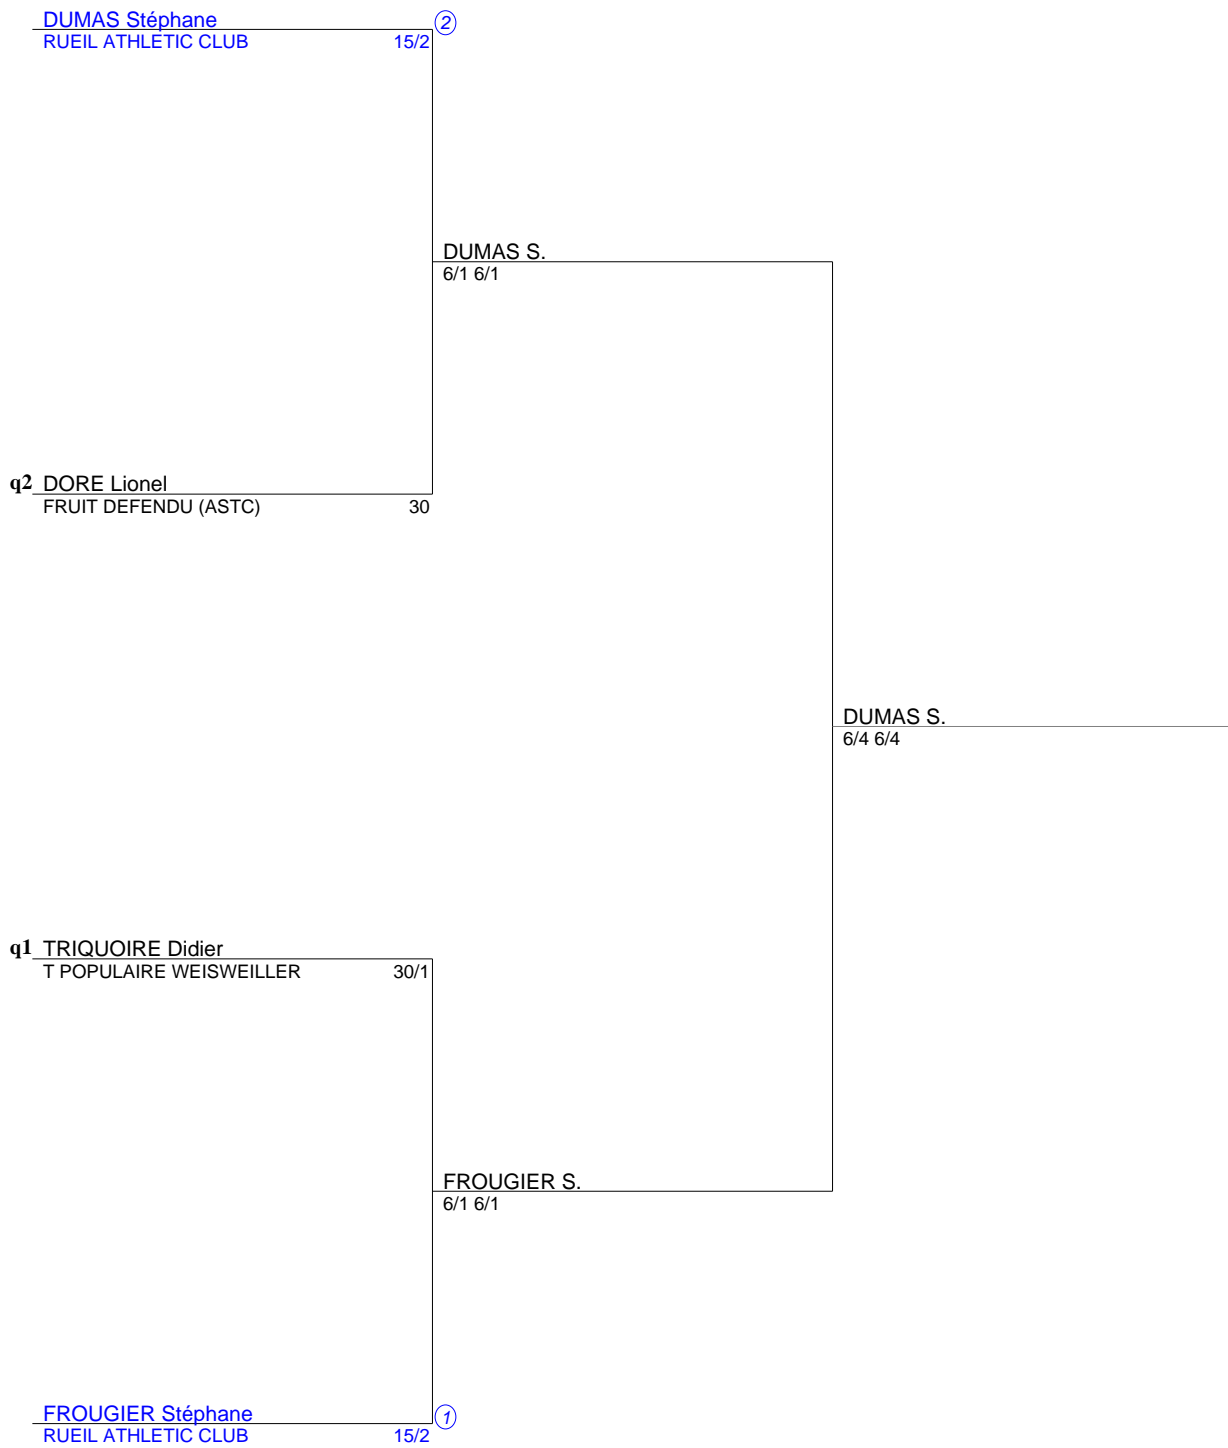 DUMAS Stéphane 2
RUEIL ATHLETIC CLUB 15/2
DUMAS S.
6/1 6/1
q2 DORE Lionel
FRUIT DEFENDU (ASTC) 30
DUMAS S.
6/4 6/4
q1 TRIQUOIRE Didier
T POPULAIRE WEISWEILLER 30/1
FROUGIER S.
6/1 6/1
FROUGIER Stéphane 1
RUEIL ATHLETIC CLUB 15/2